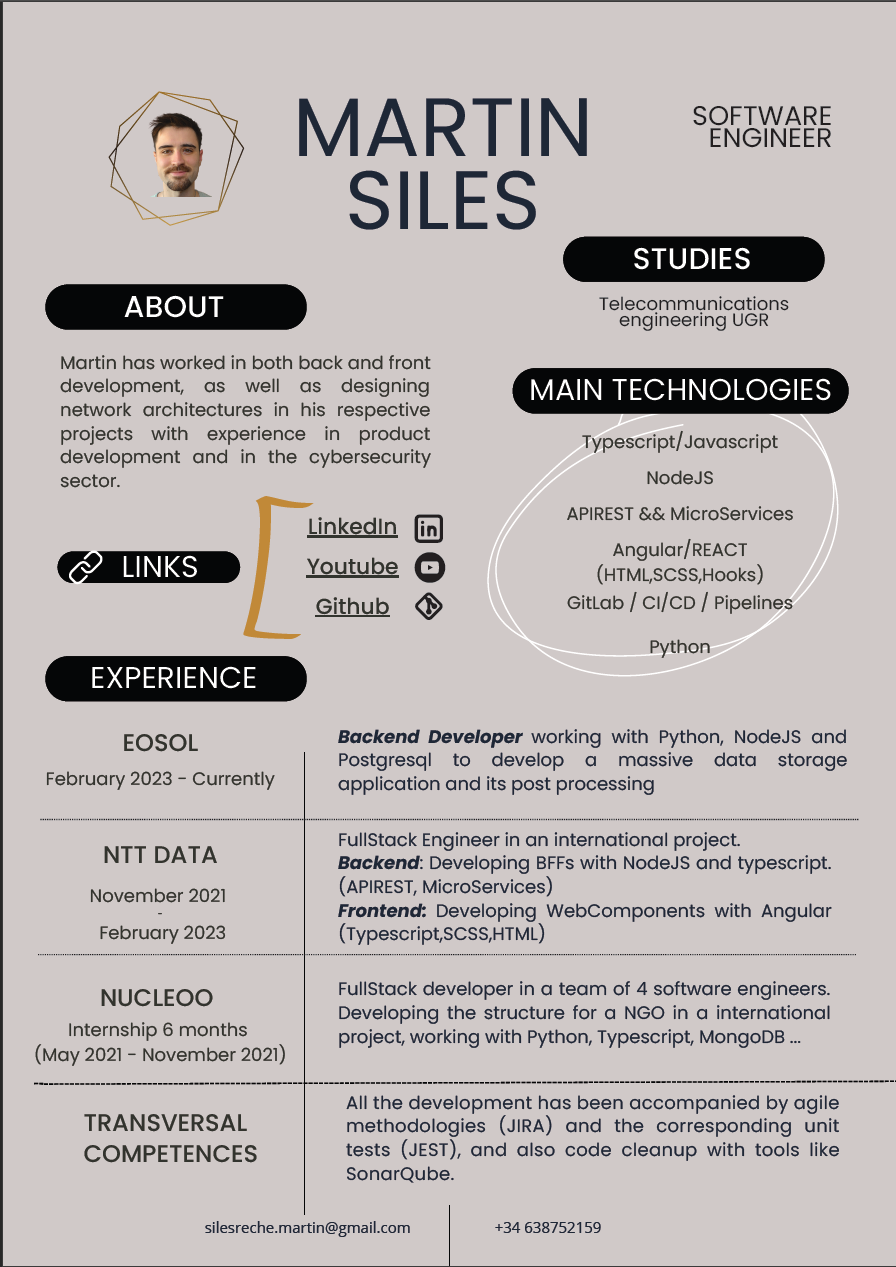 MARTIN
SILES
SOFTWARE
ENGINEER
STUDIES
Telecommunications
engineering UGR
ABOUT
Martin has worked in both back and front
development, as well as designing
network architectures in his respective
projects with experience in product
development and in the cybersecurity
sector.
MAIN TECHNOLOGIES
Typescript/Javascript
NodeJS
APIREST && MicroServices
Angular/REACT
(HTML,SCSS,Hooks)
GitLab / CI/CD / Pipelines
Python
LINKS
LinkedIn
Youtube
Github
EXPERIENCE
EOSOL
February 2023 - Currently
Backend Developer working with Python, NodeJS and
Postgresql to develop a massive data storage
application and its post processing
NTT DATA
November 2021
-
February 2023
FullStack Engineer in an international project.
Backend: Developing BFFs with NodeJS and typescript.
(APIREST, MicroServices)
Frontend: Developing WebComponents with Angular
(Typescript,SCSS,HTML)
NUCLEOO
Internship 6 months
(May 2021 - November 2021)
FullStack developer in a team of 4 software engineers.
Developing the structure for a NGO in a international
project, working with Python, Typescript, MongoDB ...
TRANSVERSAL
COMPETENCES
All the development has been accompanied by agile
methodologies (JIRA) and the corresponding unit
tests (JEST), and also code cleanup with tools like
SonarQube.
silesreche.martin@gmail.com
+34 638752159